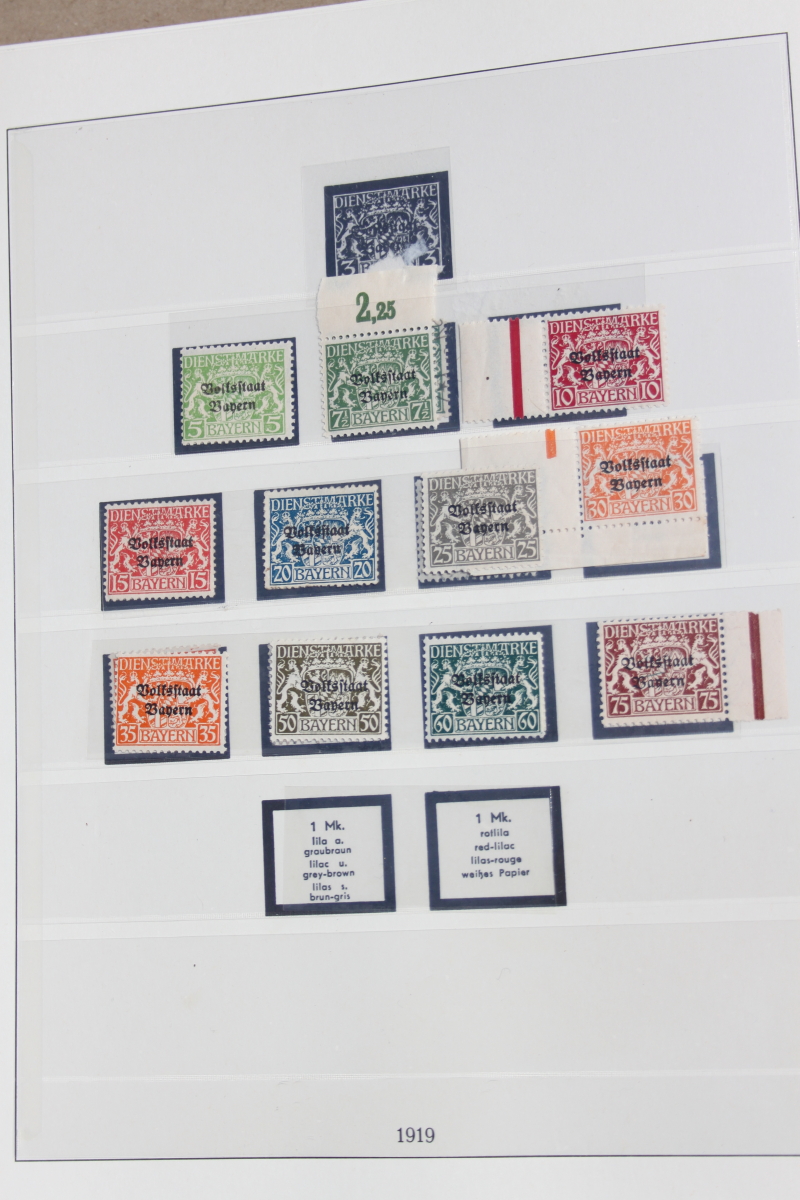 DIENSTMARKE
3 BAYERN 3
2,25
DIENSTMARKE
Volksstaat
Bayern
5 BAYERN 5
DIENSTMARKE
Volksstaat
Bayern
7½ BAYERN 7½
DIENSTMARKE
Volksstaat
Bayern
10 BAYERN 10
DIENSTMARKE
Volksstaat
Bayern
15 BAYERN 15
DIENSTMARKE
Volksstaat
Bayern
20 BAYERN 20
DIENSTMARKE
Volksstaat
Bayern
25 BAYERN 25
DIENSTMARKE
Volksstaat
Bayern
30 BAYERN 30
DIENSTMARKE
Volksstaat
Bayern
35 BAYERN 35
DIENSTMARKE
Volksstaat
Bayern
50 BAYERN 50
DIENSTMARKE
Volksstaat
Bayern
60 BAYERN 60
DIENSTMARKE
Volksstaat
Bayern
75 BAYERN 75
1 Mk.
lila a.
graubraun
lilac u.
grey-brown
lilas s.
brun-gris
1 Mk.
rotlila
red-lilac
lilas-rouge
weißes Papier
1919